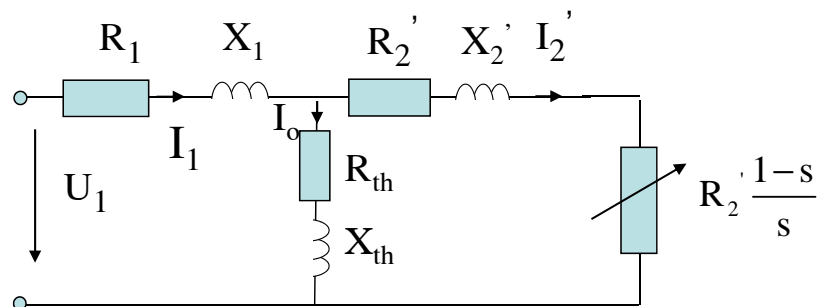 R₁
X₁
R₂'
X₂'
I₂'
I₁
Iₒ
U₁
Rₜₕ
Xₜₕ
R₂' (1−s)/s